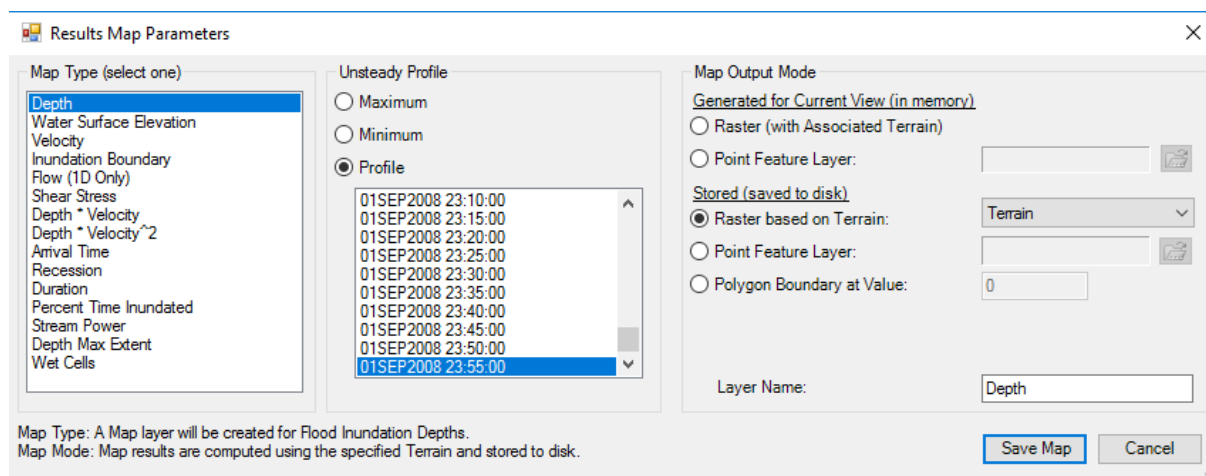 Results Map Parameters
Map Type (select one)
Depth
Water Surface Elevation
Velocity
Inundation Boundary
Flow (1D Only)
Shear Stress
Depth * Velocity
Depth * Velocity^2
Arrival Time
Recession
Duration
Percent Time Inundated
Stream Power
Depth Max Extent
Wet Cells
Unsteady Profile
Maximum
Minimum
Profile
01SEP2008 23:10:00
01SEP2008 23:15:00
01SEP2008 23:20:00
01SEP2008 23:25:00
01SEP2008 23:30:00
01SEP2008 23:35:00
01SEP2008 23:40:00
01SEP2008 23:45:00
01SEP2008 23:50:00
01SEP2008 23:55:00
Map Output Mode
Generated for Current View (in memory)
Raster (with Associated Terrain)
Point Feature Layer:
Stored (saved to disk)
Raster based on Terrain: Terrain
Point Feature Layer:
Polygon Boundary at Value: 0
Layer Name: Depth
Map Type: A Map layer will be created for Flood Inundation Depths.
Map Mode: Map results are computed using the specified Terrain and stored to disk.
Save Map Cancel